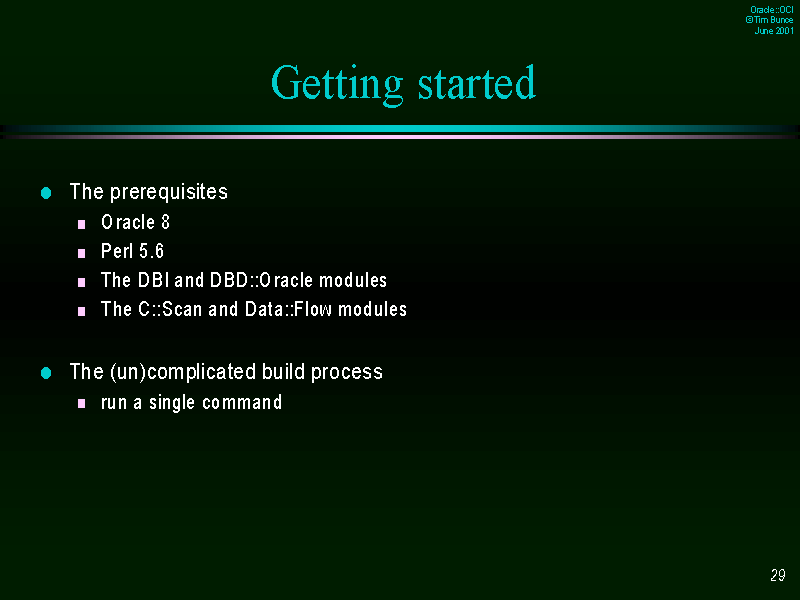 Oracle::OCI
©Tim Bunce
June 2001
Getting started
The prerequisites
Oracle 8
Perl 5.6
The DBI and DBD::Oracle modules
The C::Scan and Data::Flow modules
The (un)complicated build process
run a single command
29